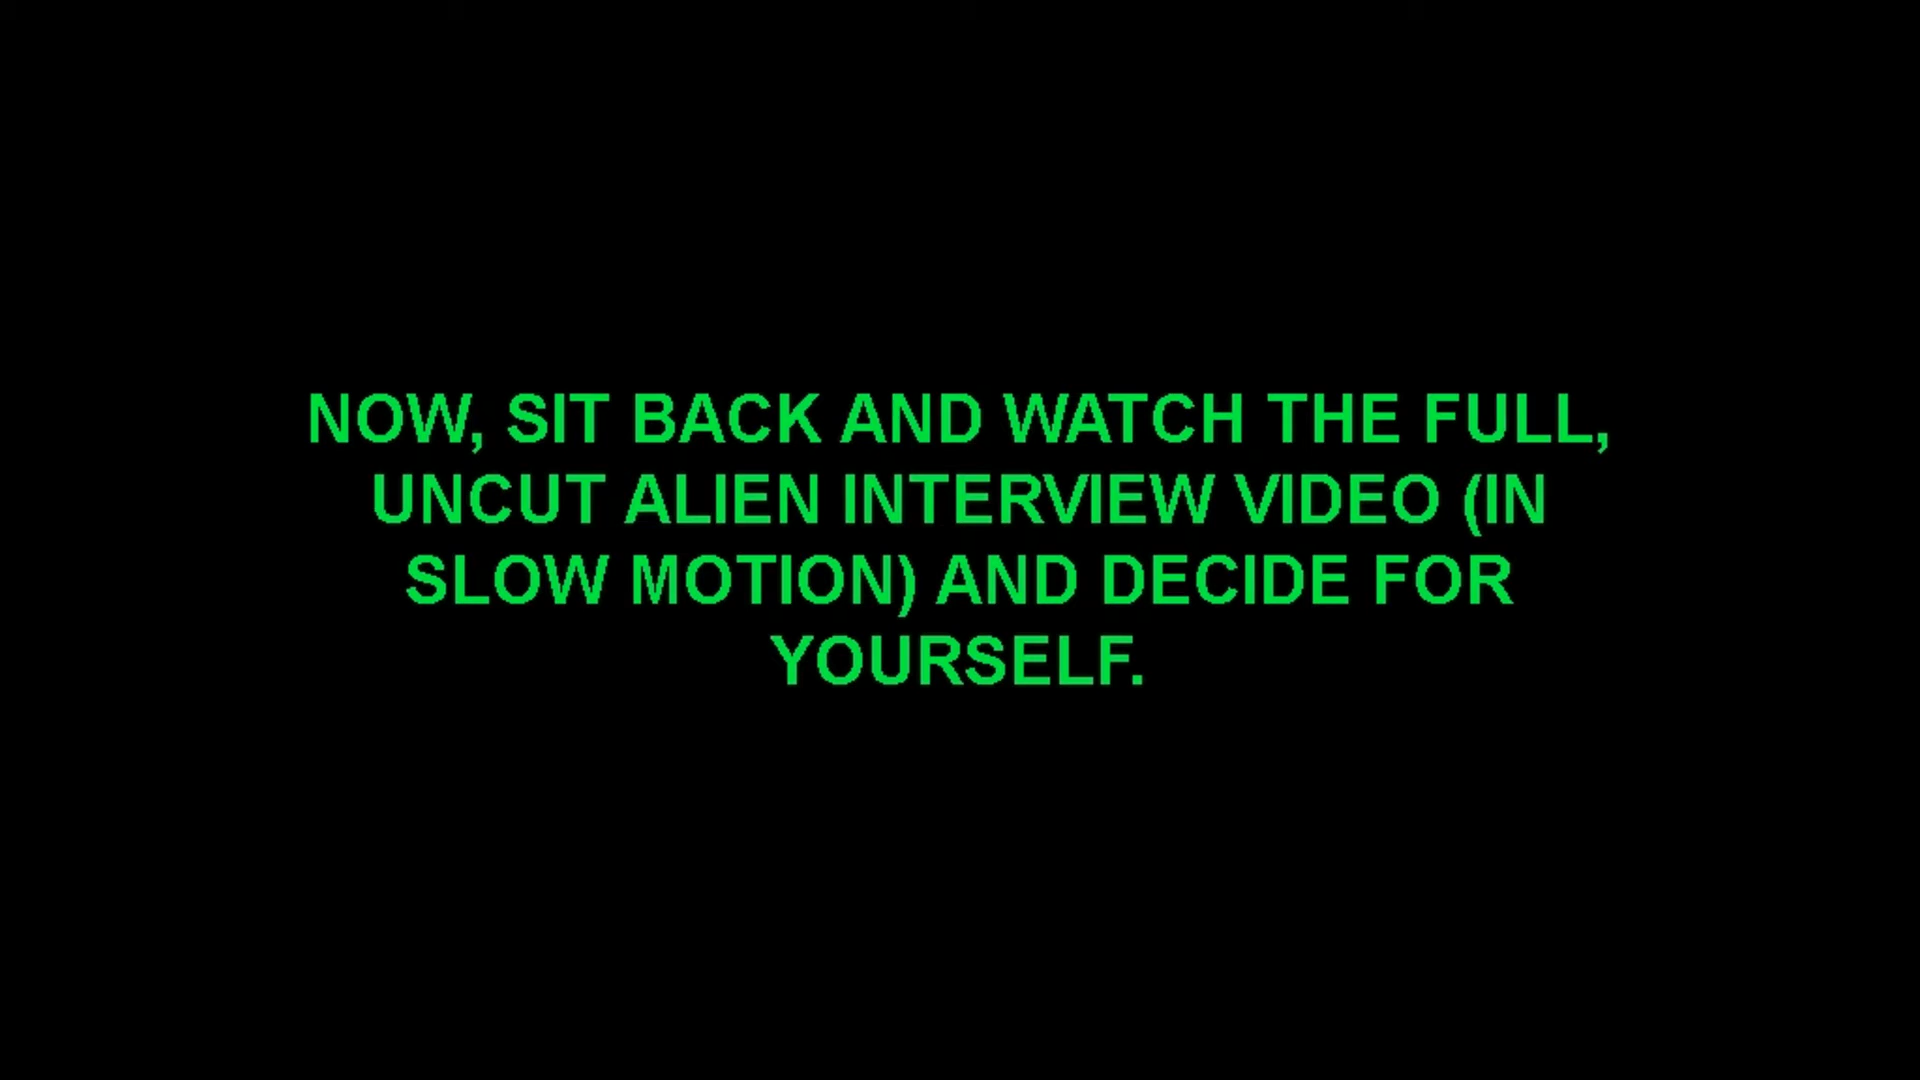 NOW, SIT BACK AND WATCH THE FULL,
UNCUT ALIEN INTERVIEW VIDEO (IN
SLOW MOTION) AND DECIDE FOR
YOURSELF.